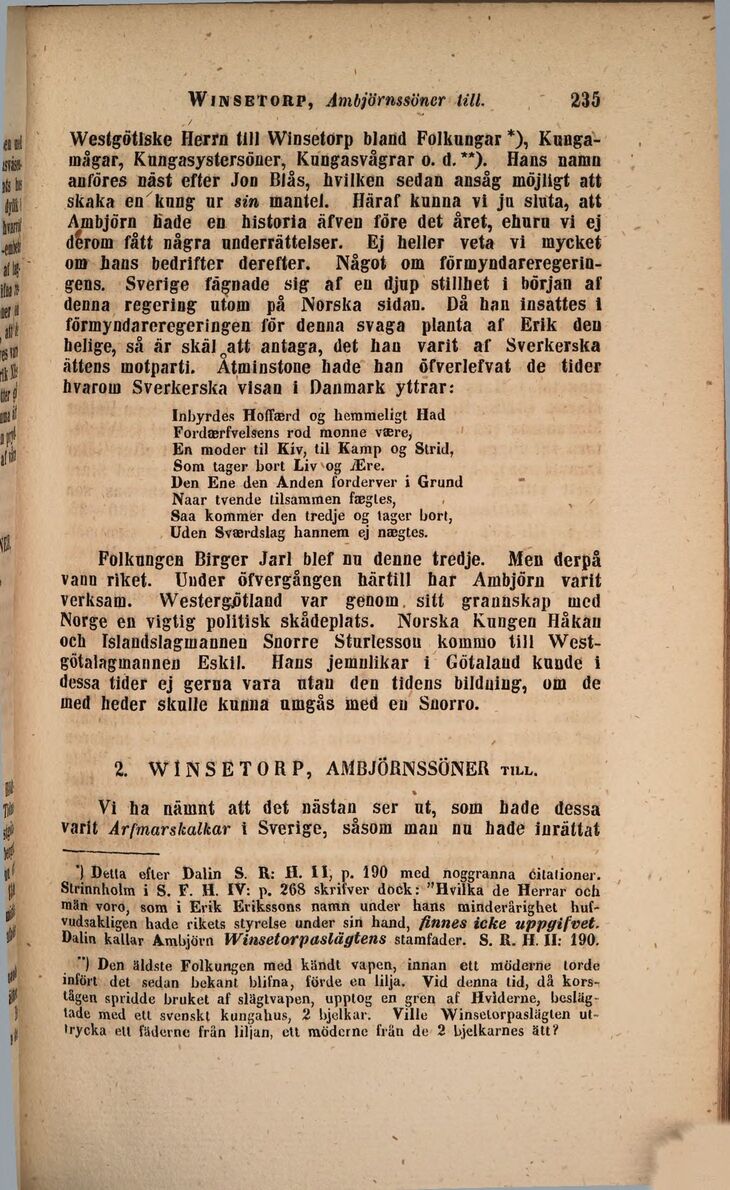 WINSETORP, Ambjörnssöner till. 235
Westgötiske Herrn till Winsetorp bland Folkungar *), Kunga-
mågar, Kungasystersöner, Kungasvågrar o. d. **). Hans namn
anföres näst efter Jon Blås, hvilken sedan ansåg möjligt att
skaka en kung ur sin mantel. Häraf kunna vi ju sluta, att
Ambjörn hade en historia äfven före det året, ehuru vi ej
derom fått några underrättelser. Ej heller veta vi mycket
om hans bedrifter derefter. Något om förmyndareregerin-
gens. Sverige fägnade sig af en djup stillhet i början af
denna regering utom på Norska sidan. Då han insattes i
förmyndareregeringen för denna svaga planta af Erik den
helige, så är skäl att antaga, det han varit af Sverkerska
ättens motparti. Åtminstone hade han öfverlefvat de tider
hvarom Sverkerska visan i Danmark yttrar:
Inbyrdes Hoffærd og hemmeligt Had
Fordærfvelsens rod monne være,
En moder til Kiv, til Kamp og Strid,
Som tager bort Liv og Ære.
Den Ene den Anden forderver i Grund
Naar tvende tilsammen fægtes,
Saa kommer den tredje og tager bort,
Uden Sværdslag hannem ej nægtes.
Folkungen Birger Jarl blef nu denne tredje. Men derpå
vann riket. Under öfvergången härtill har Ambjörn varit
verksam. Westergötland var genom sitt grannskap med
Norge en vigtig politisk skådeplats. Norska Kungen Håkan
och Islandslagmannen Snorre Sturlesson kommo till West-
götalagmannen Eskil. Hans jemnlikar i Götaland kunde i
dessa tider ej gerna vara utan den tidens bildning, om de
med heder skulle kunna umgås med en Snorro.
2. WINSETORP, AMBJÖRNSSÖNER TILL.
Vi ha nämnt att det nästan ser ut, som hade dessa
varit Arfmarskalkar i Sverige, såsom man nu hade inrättat
*) Detta efter Dalin S. R: H. II, p. 190 med noggranna citationer.
Strinnholm i S. F. H. IV: p. 268 skrifver dock: "Hvilka de Herrar och
män voro, som i Erik Erikssons namn under hans minderårighet huf-
vudsakligen hade rikets styrelse under sin hand, finnes icke uppgifvet.
Dalin kallar Ambjörn Winsetorpaslägtens stamfader. S. R. H. II: 190.
**) Den äldste Folkungen med kändt vapen, innan ett möderne torde
infört det sedan bekant blifna, förde en lilja. Vid denna tid, då kors-
tågen spridde bruket af slägtvapen, upptog en gren af Hviderne, besläg-
tade med ett svenskt kungahus, 2 bjelkar. Ville Winsetorpaslägten ut-
trycka ett fäderne från liljan, ett möderne från de 2 bjelkarnes ätt?